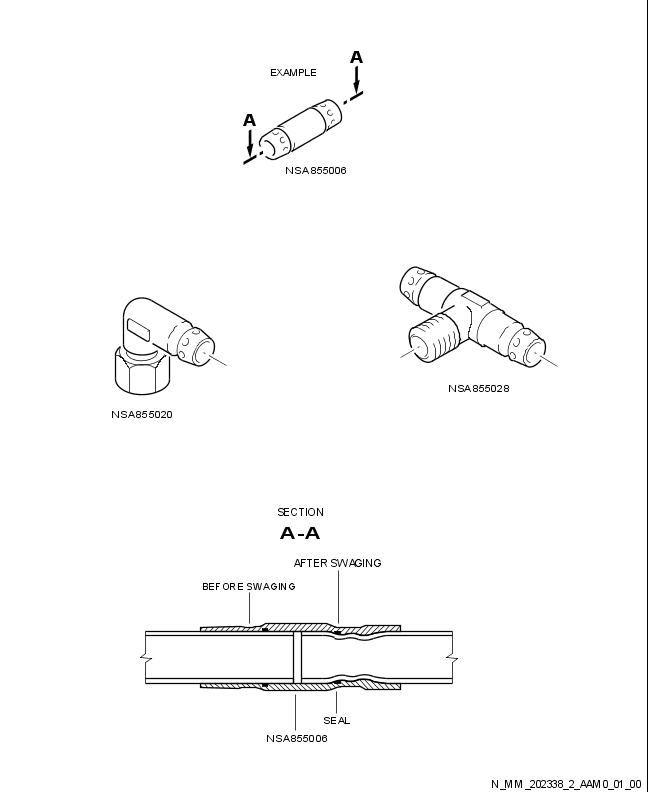 A
EXAMPLE
A
NSA855006
NSA855020
NSA855028
SECTION
A-A
AFTER SWAGING
BEFORE SWAGING
SEAL
NSA855006
N_MM_202338_2_AAM0_01_00